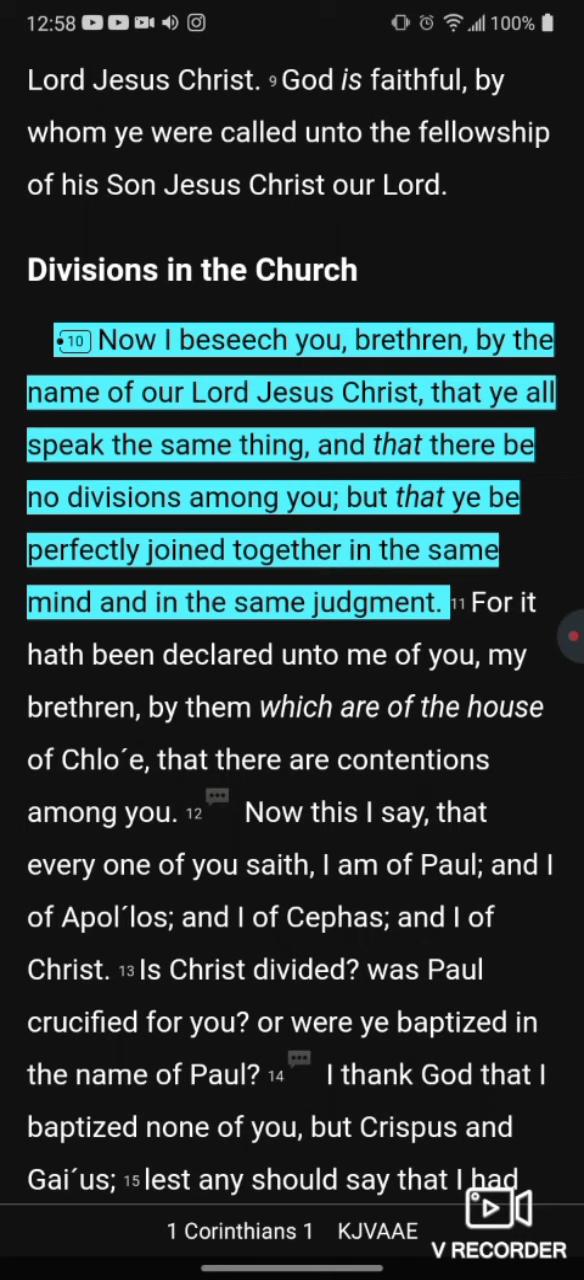 12:58 100%
Lord Jesus Christ. 9 God is faithful, by
whom ye were called unto the fellowship
of his Son Jesus Christ our Lord.
Divisions in the Church
10 Now I beseech you, brethren, by the
name of our Lord Jesus Christ, that ye all
speak the same thing, and that there be
no divisions among you; but that ye be
perfectly joined together in the same
mind and in the same judgment. 11 For it
hath been declared unto me of you, my
brethren, by them which are of the house
of Chlo´e, that there are contentions
among you. 12 Now this I say, that
every one of you saith, I am of Paul; and I
of Apol´los; and I of Cephas; and I of
Christ. 13 Is Christ divided? was Paul
crucified for you? or were ye baptized in
the name of Paul? 14 I thank God that I
baptized none of you, but Crispus and
Gai´us; 15 lest any should say that I had
1 Corinthians 1 KJVAAE
V RECORDER